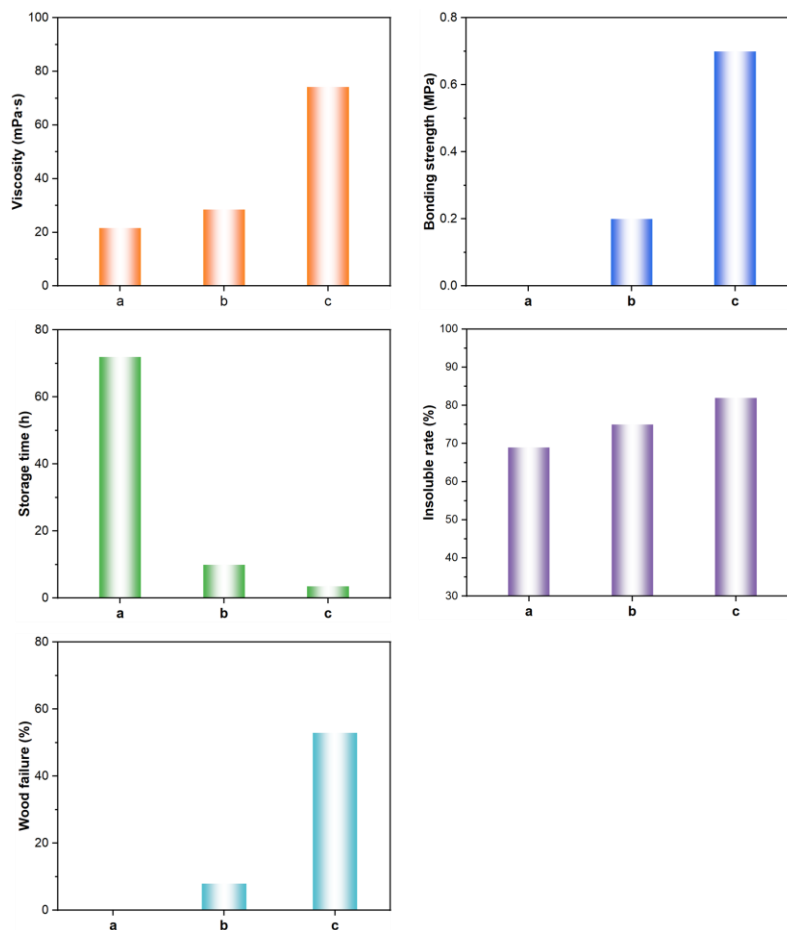 Viscosity (mPa·s)
100
80
60
40
20
0
a b c
Bonding strength (MPa)
0.8
0.6
0.4
0.2
0.0
a b c
Storage time (h)
80
60
40
20
0
a b c
Insoluble rate (%)
100
90
80
70
60
50
40
30
a b c
Wood failure (%)
80
60
40
20
0
a b c